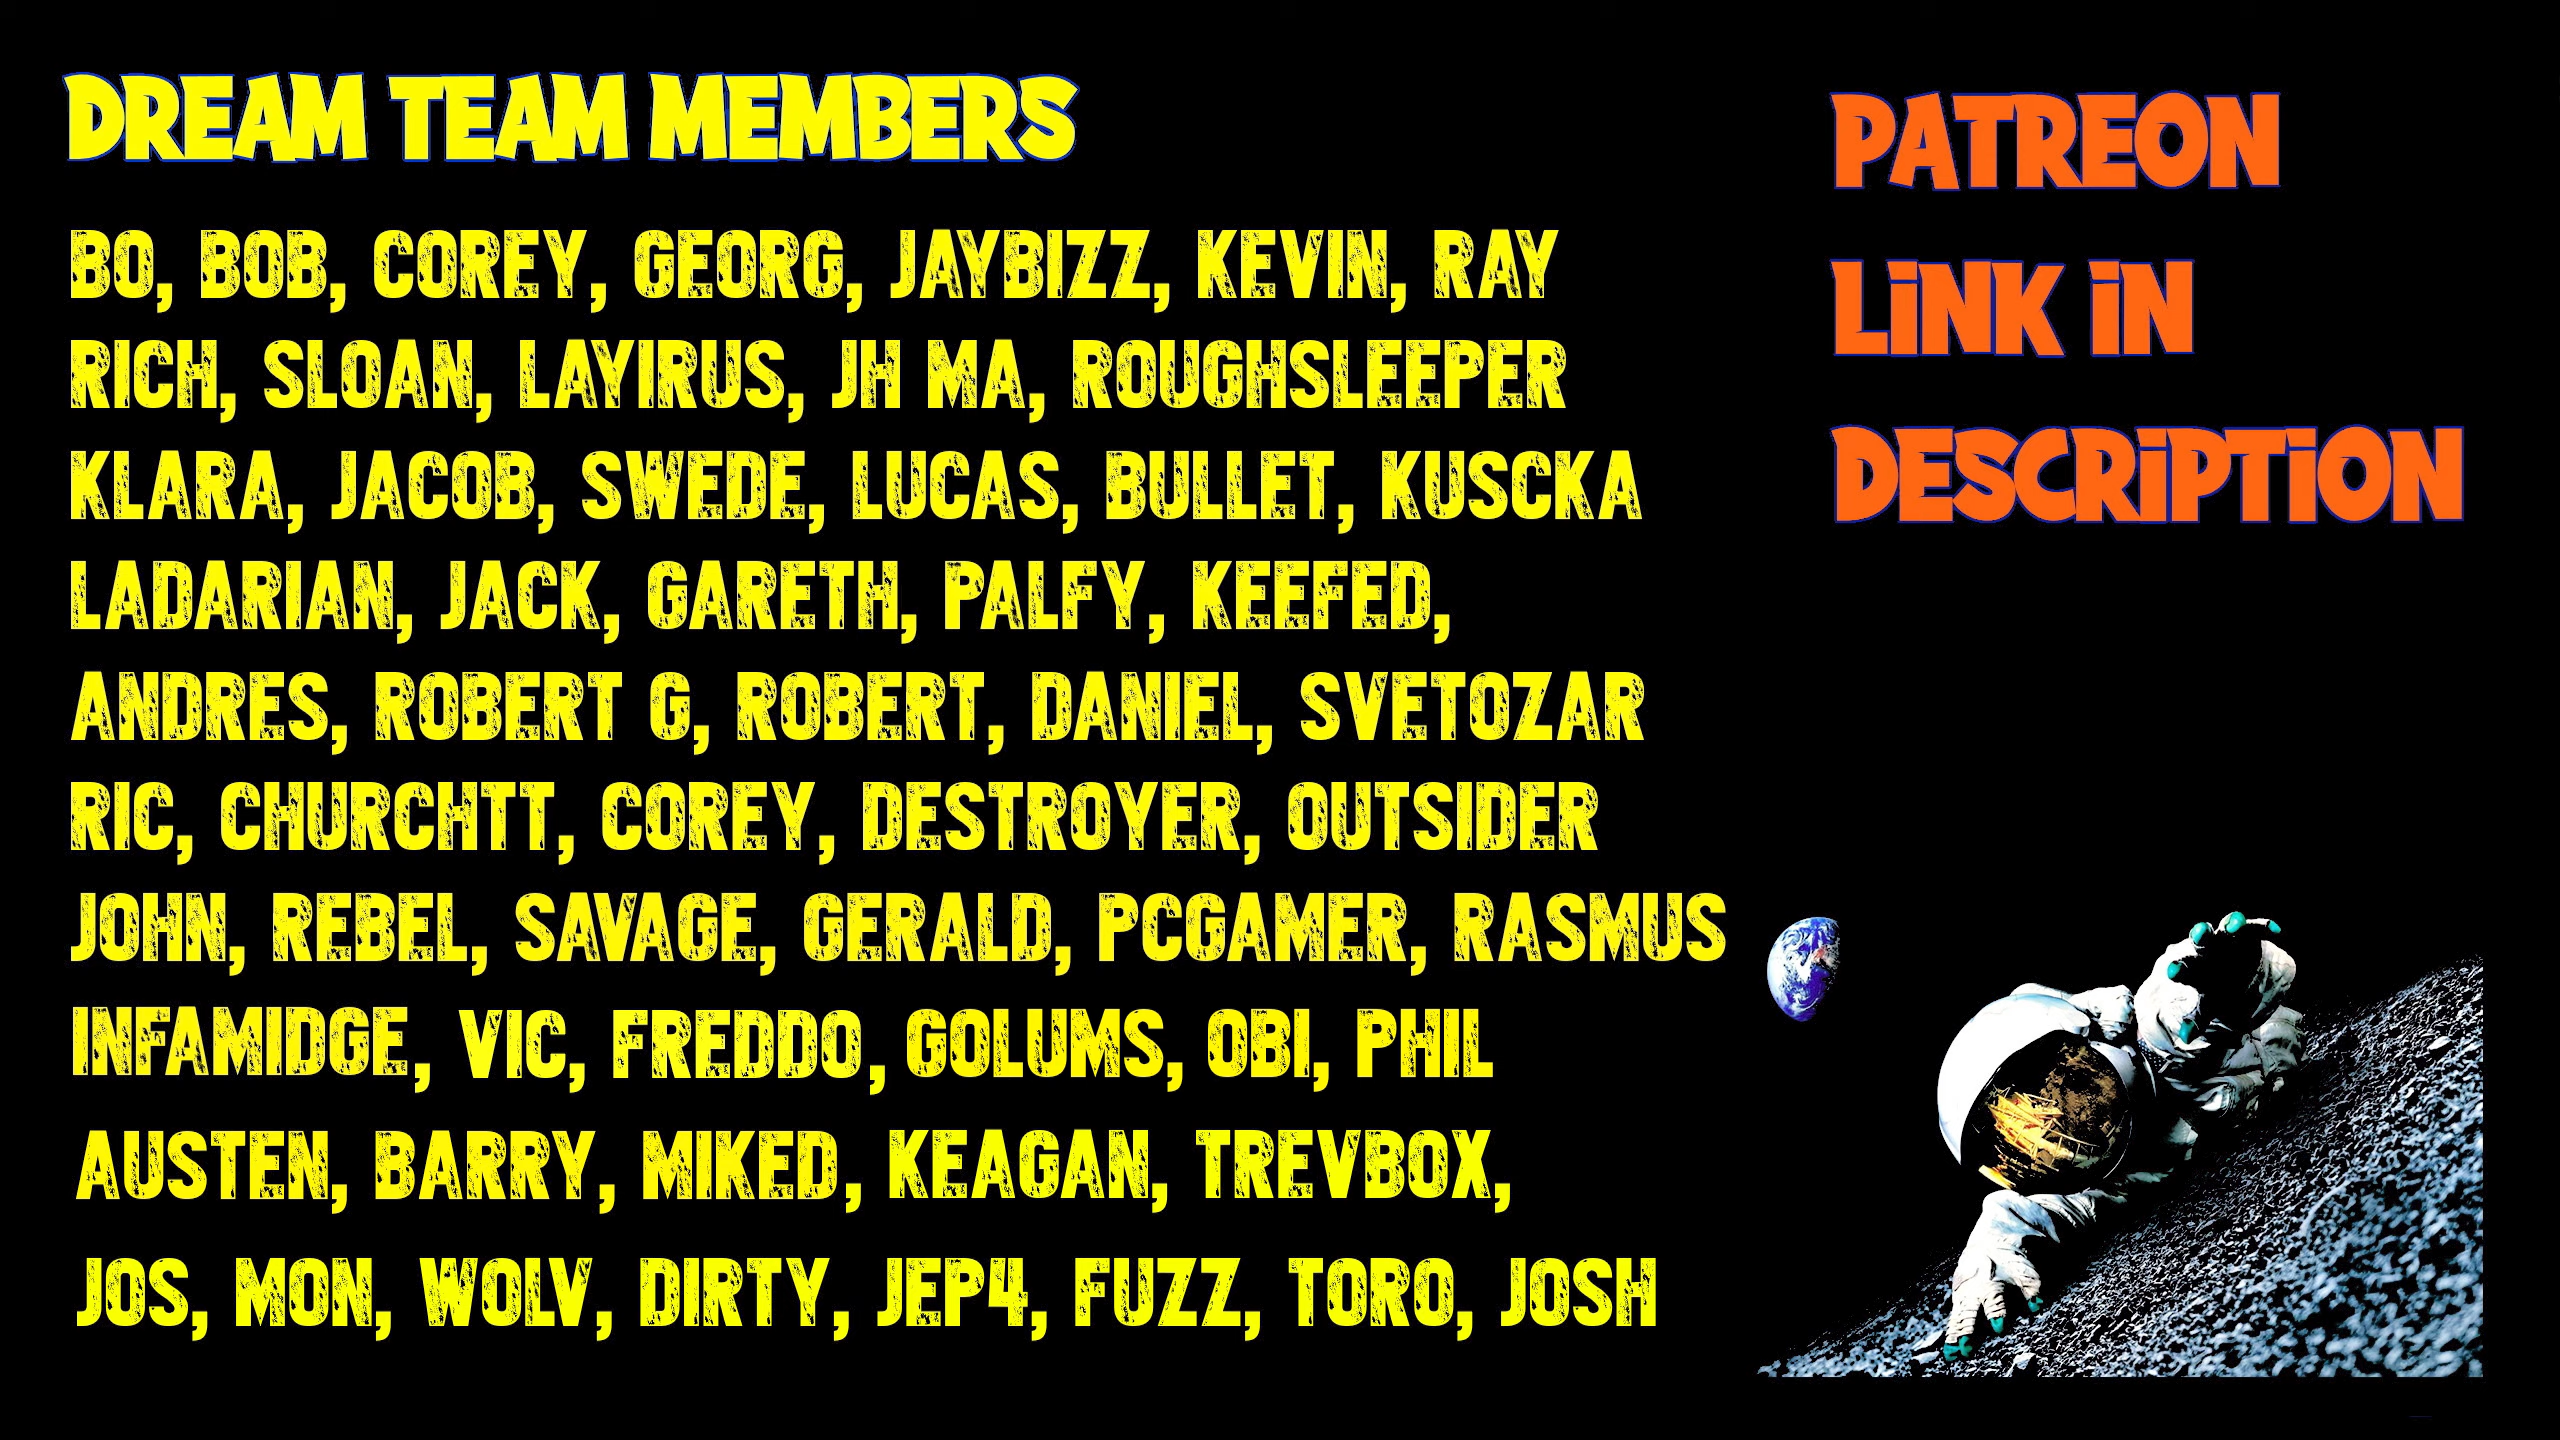 DREAM TEAM MEMBERS
BO, BOB, COREY, GEORG, JAYBIZZ, KEVIN, RAY
RICH, SLOAN, LAYIRUS, JH MA, ROUGHSLEEPER
KLARA, JACOB, SWEDE, LUCAS, BULLET, KUSCKA
LADARIAN, JACK, GARETH, PALFY, KEEFED,
ANDRES, ROBERT G, ROBERT, DANIEL, SVETOZAR
RIC, CHURCHTT, COREY, DESTROYER, OUTSIDER
JOHN, REBEL, SAVAGE, GERALD, PCGAMER, RASMUS
INFAMIDGE, VIC, FREDDO, GOLUMS, OBI, PHIL
AUSTEN, BARRY, MIKED, KEAGAN, TREVBOX,
JOS, MON, WOLV, DIRTY, JEP4, FUZZ, TORO, JOSH
PATREON
LiNK iN
DESCRiPTiON